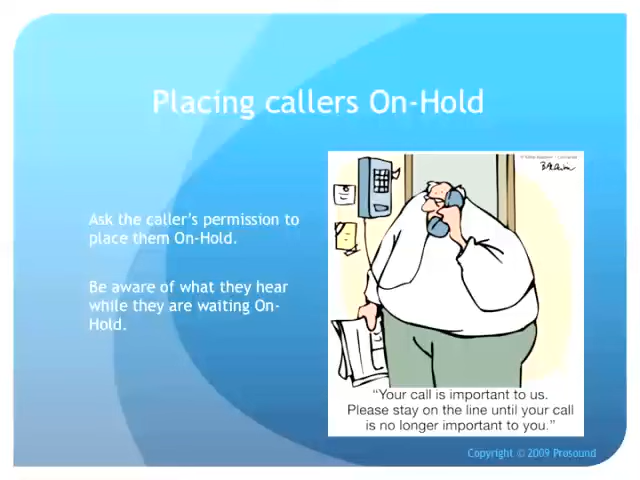 Placing callers On-Hold
Ask the caller's permission to
place them On-Hold.
Be aware of what they hear
while they are waiting On-
Hold.
“Your call is important to us.
Please stay on the line until your call
is no longer important to you.”
Copyright © 2009 Prosound